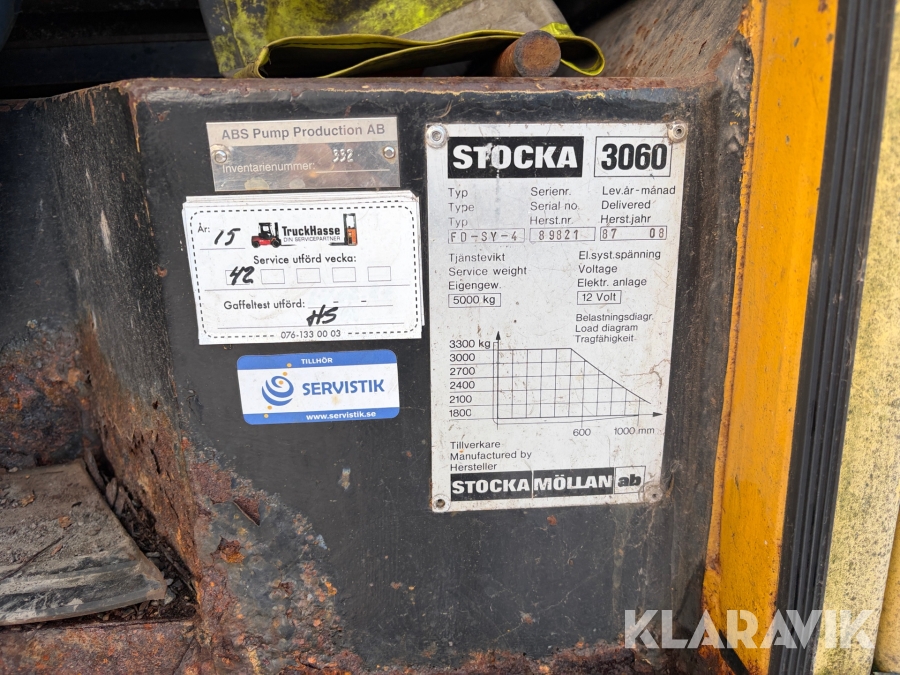 ABS Pump Production AB
Inventarienummer: 332
År: 15
TruckHasse
DIN SERVICEPARTNER
Service utförd vecka:
42
Gaffeltest utförd: - -
HS
076-133 00 03
TILLHÖR
SERVISTIK
www.servistik.se
STOCKA 3060
Typ Serienr. Lev.år-månad
Type Serial no. Delivered
Typ Herst.nr. Herst.jahr
FD-SY-4 89821 87 08
Tjänstevikt El.syst.spänning
Service weight Voltage
Eigengew. Elektr. anlage
5000 kg 12 Volt
Belastningsdiagr.
Load diagram
Tragfähigkeit
3300 kg
3000
2700
2400
2100
1800
600 1000 mm
Tillverkare
Manufactured by
Hersteller
STOCKA MÖLLAN ab
KLARAVIK